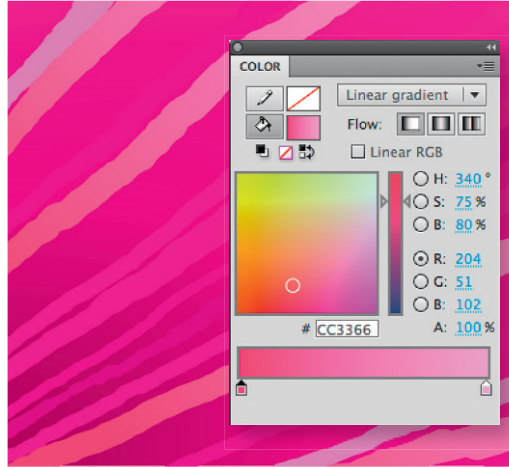 COLOR
Linear gradient
Flow:
Linear RGB
H: 340 °
S: 75 %
B: 80 %
R: 204
G: 51
B: 102
# CC3366
A: 100 %